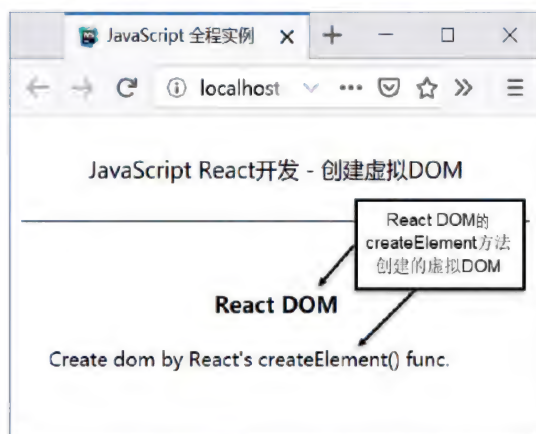 JavaScript 全程实例
localhost
JavaScript React开发 - 创建虚拟DOM
React DOM的
createElement方法
创建的虚拟DOM
React DOM
Create dom by React's createElement() func.